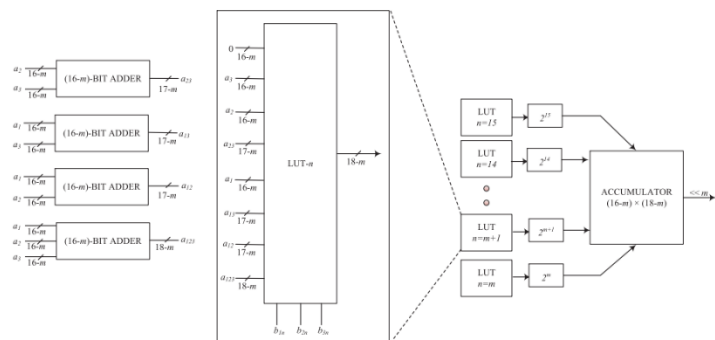 a2 16-m
a3 16-m
(16-m)-BIT ADDER
17-m a23
a1 16-m
a3 16-m
(16-m)-BIT ADDER
17-m a13
a1 16-m
a2 16-m
(16-m)-BIT ADDER
17-m a12
a1 16-m
a2 16-m
a3 16-m
(16-m)-BIT ADDER
18-m a123
0 16-m
a3 16-m
a2 16-m
a23 17-m
a1 16-m
a13 17-m
a12 17-m
a123 18-m
LUT-n
18-m
b1n b2n b3n
LUT
n=15
2^15
LUT
n=14
2^14
LUT
n=m+1
2^n+1
LUT
n=m
2^m
ACCUMULATOR
(16-m) × (18-m)
<< m